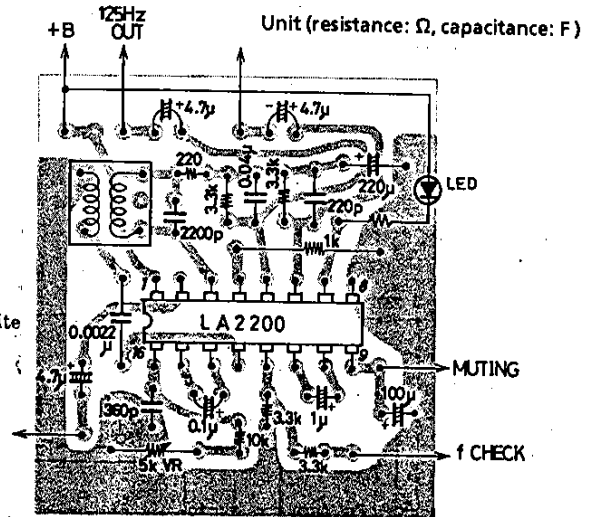 Unit (resistance: Ω, capacitance: F)
125Hz
+B OUT
+4.7μ
-+4.7μ
220
3.3k
0.04μ
3.3k
+
220μ
LED
2200p
220p
1k
1
8
LA2200
0.0022
μ
16
9
MUTING
4.7μ
+
360p
0.1μ
+
10k
3.3k
1μ
+
100μ
+
5k VR
3.3k
f CHECK